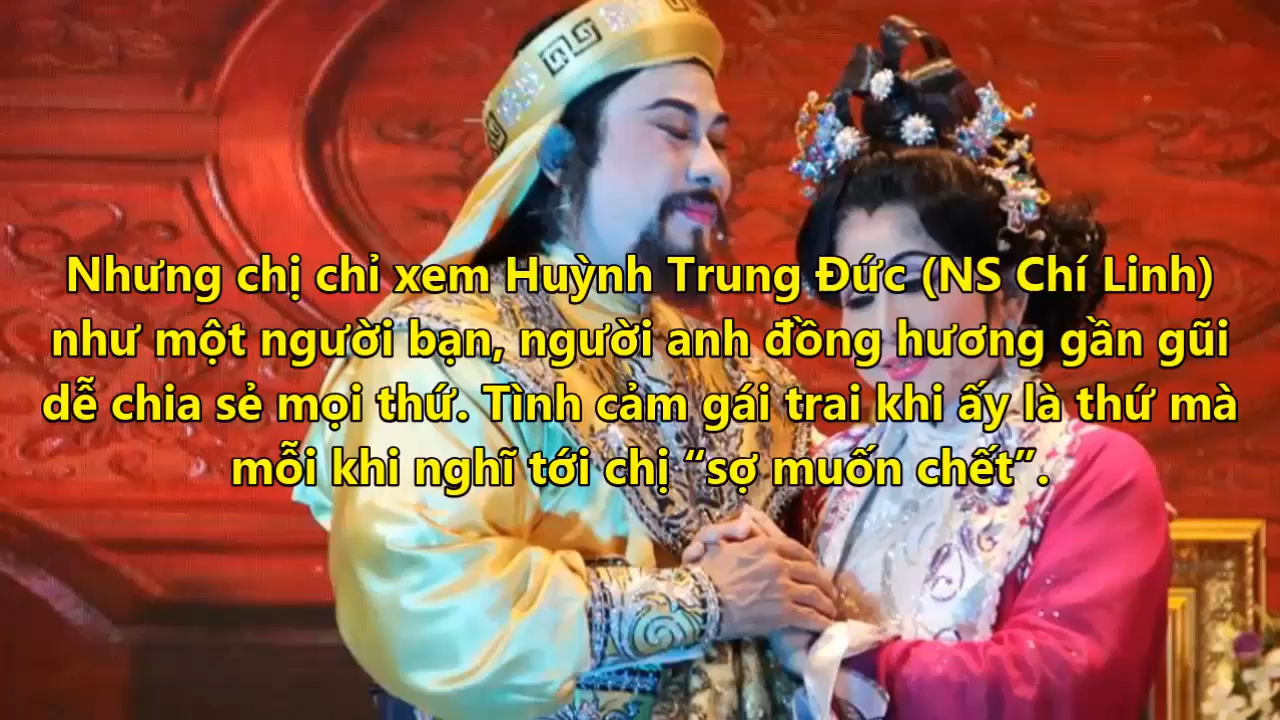 Nhưng chị chỉ xem Huỳnh Trung Đức (NS Chí Linh)
như một người bạn, người anh đồng hương gần gũi
dễ chia sẻ mọi thứ. Tình cảm gái trai khi ấy là thứ mà
mỗi khi nghĩ tới chị “sợ muốn chết”.